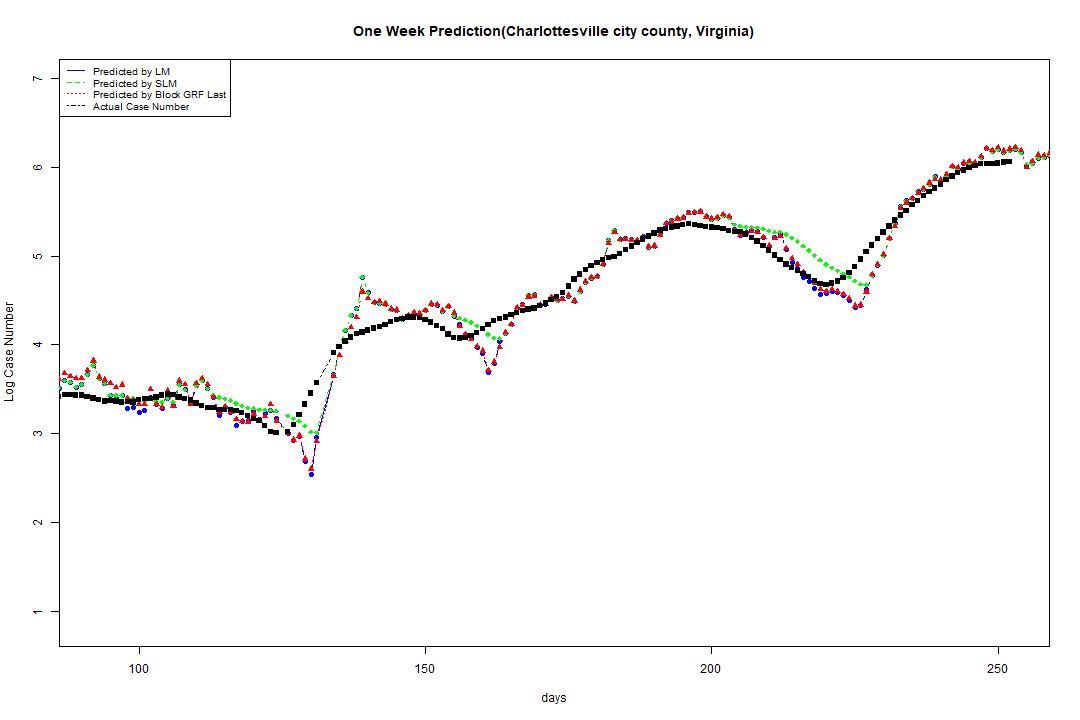 One Week Prediction(Charlottesville city county, Virginia)
Predicted by LM
Predicted by SLM
Predicted by Block GRF Last
Actual Case Number
7
6
5
4
3
2
1
Log Case Number
100 150 200 250
days